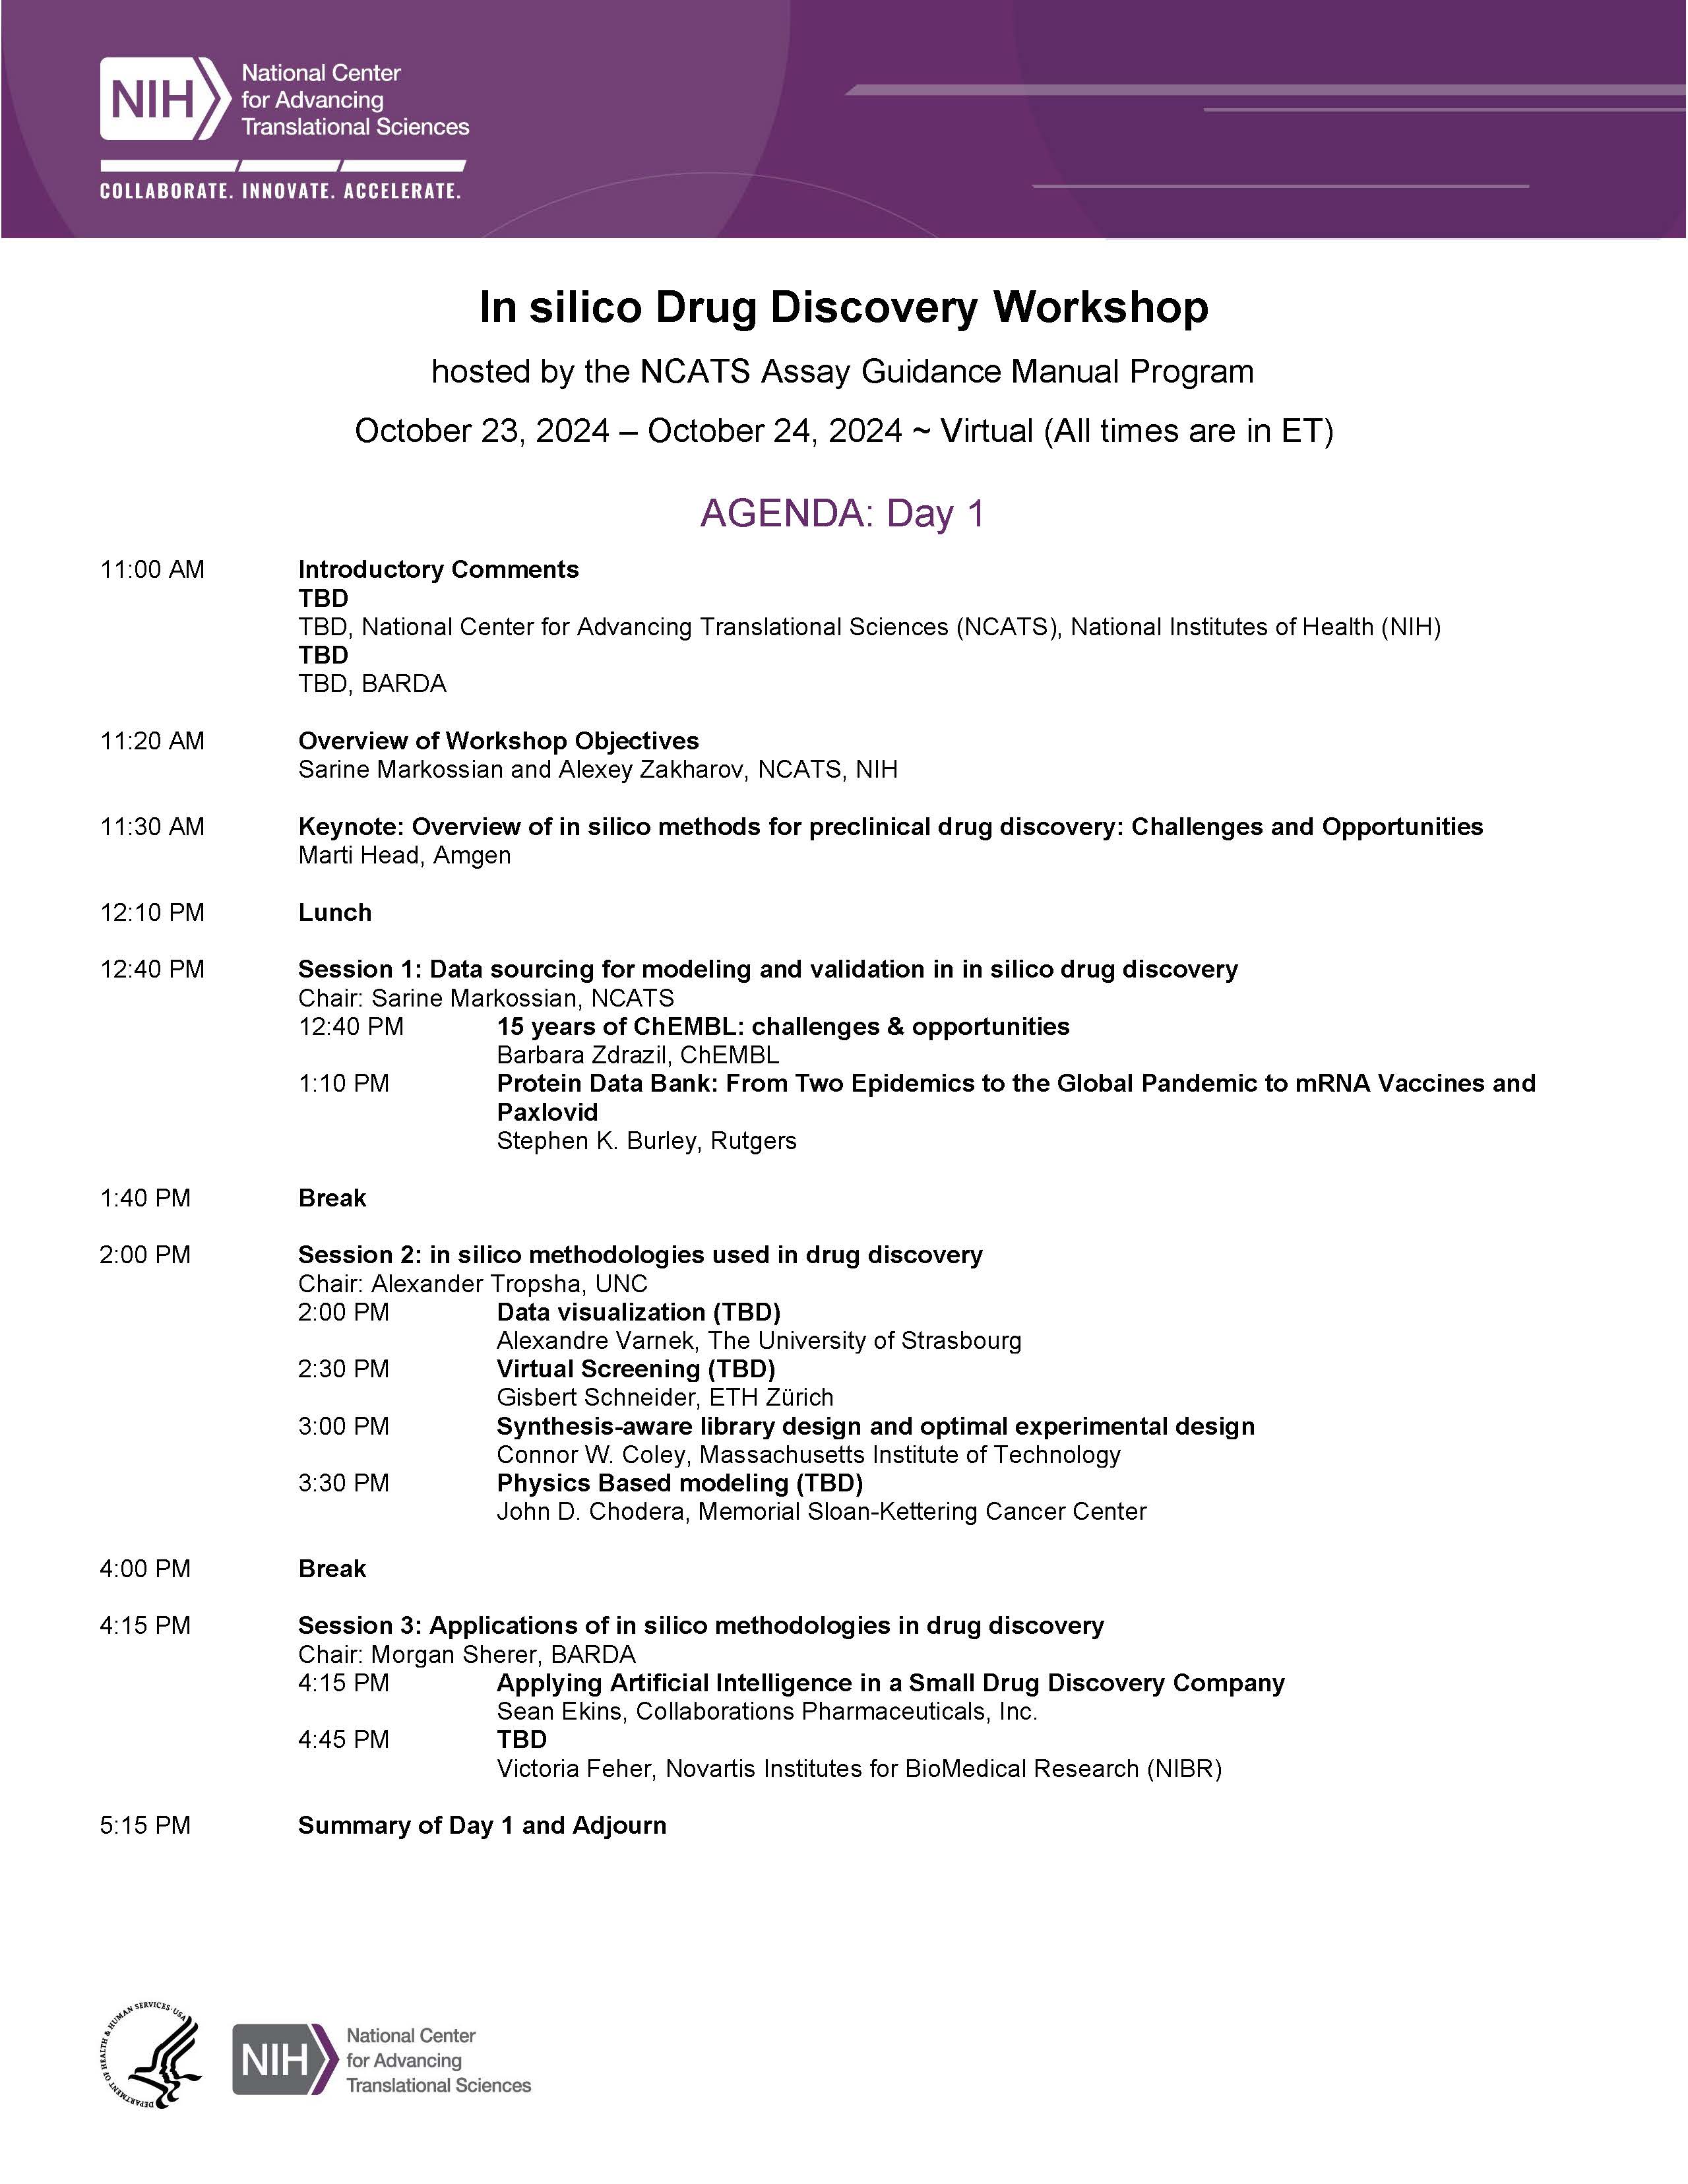 NIH
National Center
for Advancing
Translational Sciences
COLLABORATE. INNOVATE. ACCELERATE.
In silico Drug Discovery Workshop
hosted by the NCATS Assay Guidance Manual Program
October 23, 2024 – October 24, 2024 ~ Virtual (All times are in ET)
AGENDA: Day 1
11:00 AM Introductory Comments
TBD
TBD, National Center for Advancing Translational Sciences (NCATS), National Institutes of Health (NIH)
TBD
TBD, BARDA
11:20 AM Overview of Workshop Objectives
Sarine Markossian and Alexey Zakharov, NCATS, NIH
11:30 AM Keynote: Overview of in silico methods for preclinical drug discovery: Challenges and Opportunities
Marti Head, Amgen
12:10 PM Lunch
12:40 PM Session 1: Data sourcing for modeling and validation in in silico drug discovery
Chair: Sarine Markossian, NCATS
12:40 PM 15 years of ChEMBL: challenges & opportunities
Barbara Zdrazil, ChEMBL
1:10 PM Protein Data Bank: From Two Epidemics to the Global Pandemic to mRNA Vaccines and
Paxlovid
Stephen K. Burley, Rutgers
1:40 PM Break
2:00 PM Session 2: in silico methodologies used in drug discovery
Chair: Alexander Tropsha, UNC
2:00 PM Data visualization (TBD)
Alexandre Varnek, The University of Strasbourg
2:30 PM Virtual Screening (TBD)
Gisbert Schneider, ETH Zürich
3:00 PM Synthesis-aware library design and optimal experimental design
Connor W. Coley, Massachusetts Institute of Technology
3:30 PM Physics Based modeling (TBD)
John D. Chodera, Memorial Sloan-Kettering Cancer Center
4:00 PM Break
4:15 PM Session 3: Applications of in silico methodologies in drug discovery
Chair: Morgan Sherer, BARDA
4:15 PM Applying Artificial Intelligence in a Small Drug Discovery Company
Sean Ekins, Collaborations Pharmaceuticals, Inc.
4:45 PM TBD
Victoria Feher, Novartis Institutes for BioMedical Research (NIBR)
5:15 PM Summary of Day 1 and Adjourn
DEPARTMENT OF HEALTH & HUMAN SERVICES·USA
NIH
National Center
for Advancing
Translational Sciences